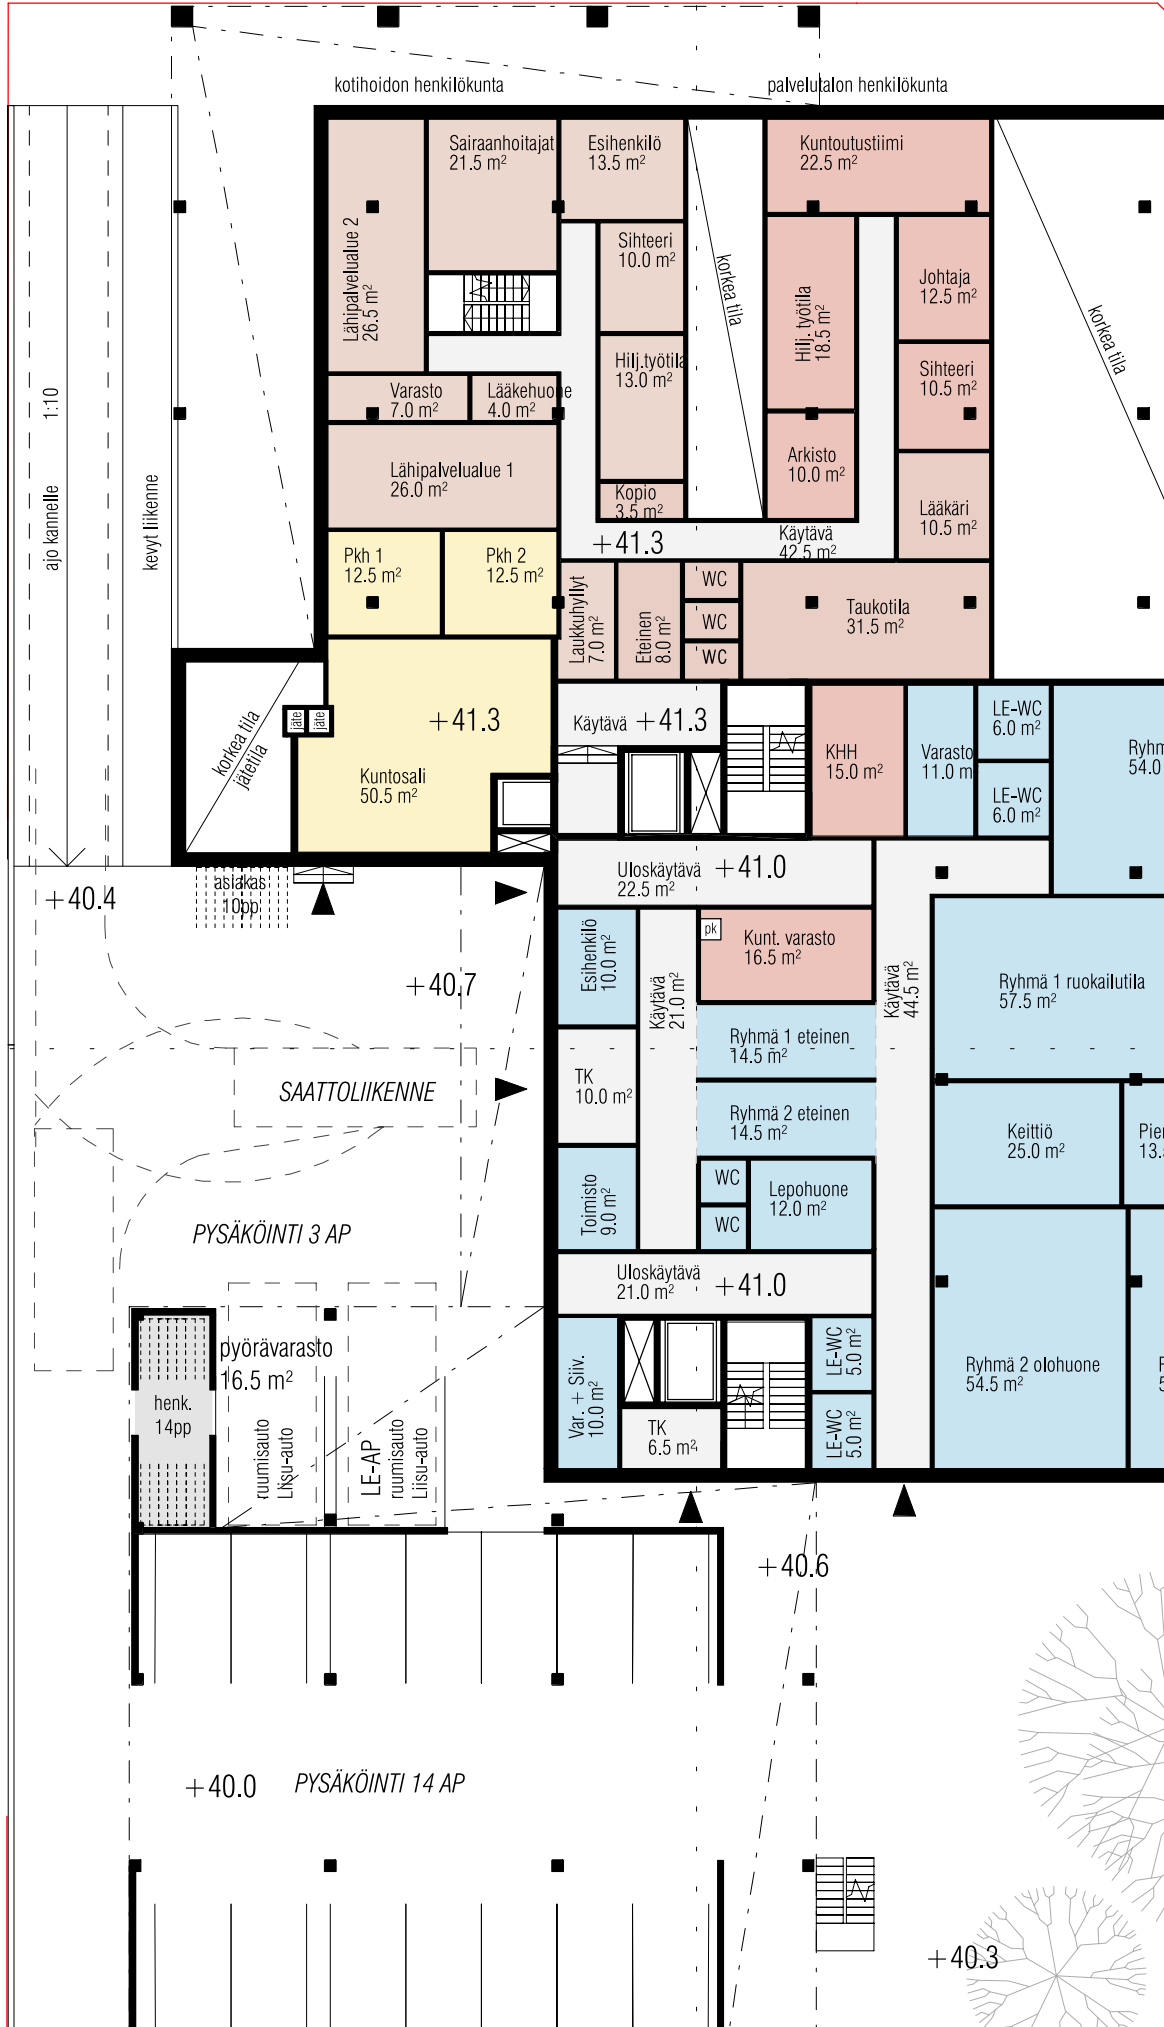 kotihoidon henkilökunta
palvelutalon henkilökunta
Lähipalvelualue 2
26.5 m²
Sairaanhoitajat
21.5 m²
Esihenkilö
13.5 m²
Kuntoutustiimi
22.5 m²
Sihteeri
10.0 m²
korkea tila
Hilj. työtila
18.5 m²
Johtaja
12.5 m²
korkea tila
Hilj.työtila
13.0 m²
Sihteeri
10.5 m²
Varasto
7.0 m²
Lääkehuone
4.0 m²
ajo kannelle
1:10
kevyt liikenne
Lähipalvelualue 1
26.0 m²
Kopio
3.5 m²
Arkisto
10.0 m²
Lääkäri
10.5 m²
+41.3
Käytävä
42.5 m²
Pkh 1
12.5 m²
Pkh 2
12.5 m²
Laukkuhyllyt
7.0 m²
Eteinen
8.0 m²
WC
WC
WC
Taukotila
31.5 m²
korkea tila
jätetila
jäte
jäte
+41.3
Kuntosali
50.5 m²
Käytävä
+41.3
KHH
15.0 m²
Varasto
11.0 m
LE-WC
6.0 m²
LE-WC
6.0 m²
Ryhm
54.0
+40.4
asiakas
10pp
Uloskäytävä
22.5 m²
+41.0
Esihenkilö
10.0 m²
Käytävä
21.0 m²
pk
Kunt. varasto
16.5 m²
Käytävä
44.5 m²
Ryhmä 1 ruokailutila
57.5 m²
+40.7
Ryhmä 1 eteinen
14.5 m²
SAATTOLIIKENNE
TK
10.0 m²
Ryhmä 2 eteinen
14.5 m²
Keittiö
25.0 m²
Pien
13.5
Toimisto
9.0 m²
WC
WC
Lepohuone
12.0 m²
PYSÄKÖINTI 3 AP
Uloskäytävä
21.0 m²
+41.0
pyörävarasto
16.5 m²
henk.
14pp
ruumisauto
Liisu-auto
LE-AP
ruumisauto
Liisu-auto
Var. + Siiv.
10.0 m²
TK
6.5 m²
LE-WC
5.0 m²
LE-WC
5.0 m²
Ryhmä 2 olohuone
54.5 m²
+40.6
+40.0
PYSÄKÖINTI 14 AP
+40.3